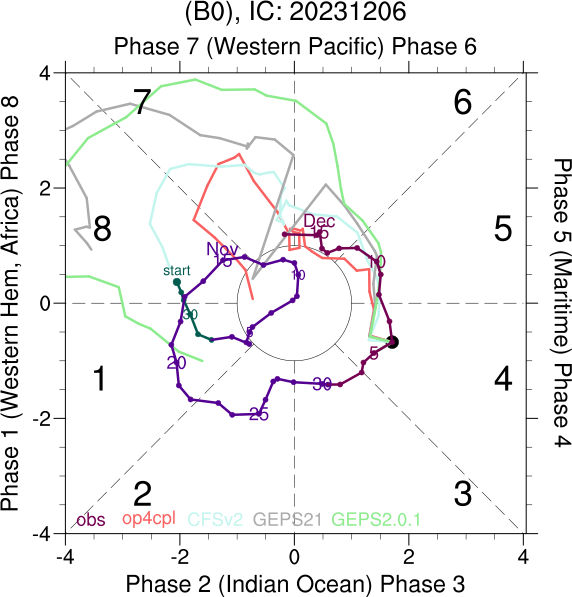 (B0), IC: 20231206
Phase 7 (Western Pacific) Phase 6
4
7
6
2
8
5
Dec
5
Nov
15
10
start
10
0
30
5
5
20
1
4
30
25
-2
2
3
obs op4cpl CFSv2 GEPS21 GEPS2.0.1
-4
-4 -2 0 2 4
Phase 2 (Indian Ocean) Phase 3
Phase 1 (Western Hem, Africa) Phase 8
Phase 5 (Maritime) Phase 4